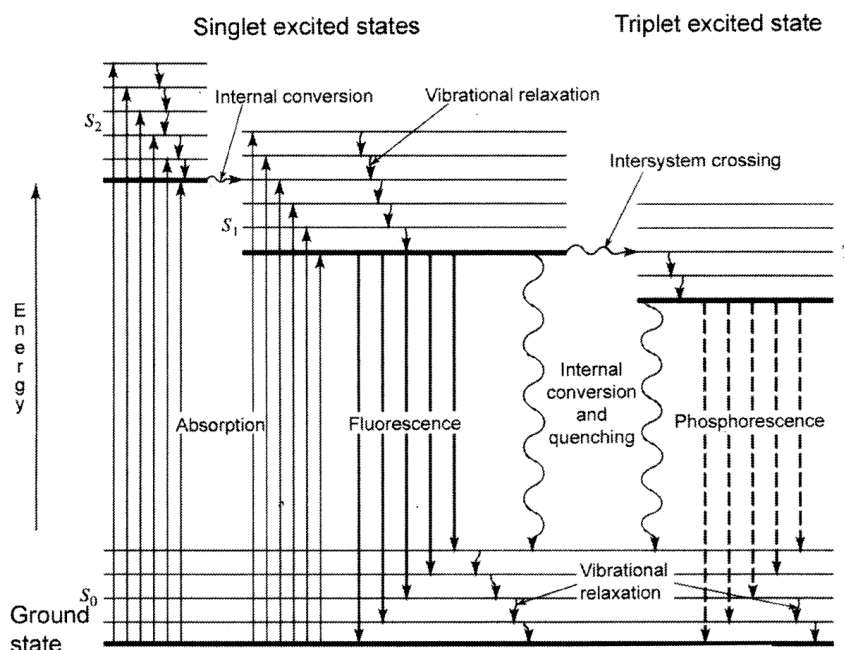 Singlet excited states
Triplet excited state
Internal conversion
Vibrational relaxation
S2
Intersystem crossing
S1
Energy
Internal
conversion
and
quenching
Absorption
Fluorescence
Phosphorescence
Vibrational
relaxation
S0
Ground
state